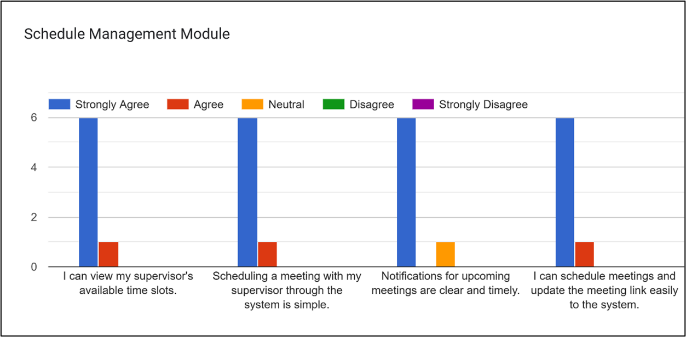 Schedule Management Module
Strongly Agree Agree Neutral Disagree Strongly Disagree
6
4
2
0
I can view my supervisor's
available time slots.
Scheduling a meeting with my
supervisor through the
system is simple.
Notifications for upcoming
meetings are clear and timely.
I can schedule meetings and
update the meeting link easily
to the system.